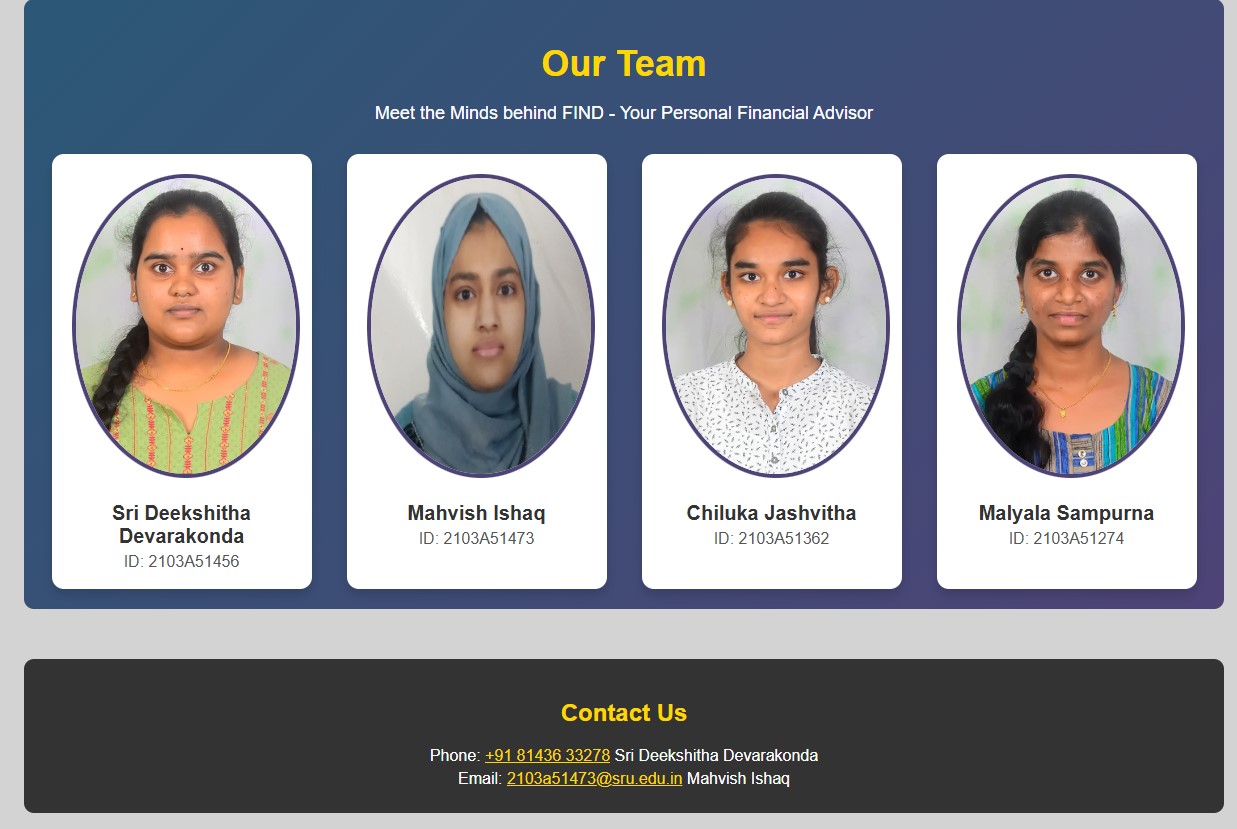 Our Team
Meet the Minds behind FIND - Your Personal Financial Advisor
Sri Deekshitha
Devarakonda
ID: 2103A51456
Mahvish Ishaq
ID: 2103A51473
Chiluka Jashvitha
ID: 2103A51362
Malyala Sampurna
ID: 2103A51274
Contact Us
Phone: +91 81436 33278 Sri Deekshitha Devarakonda
Email: 2103a51473@sru.edu.in Mahvish Ishaq